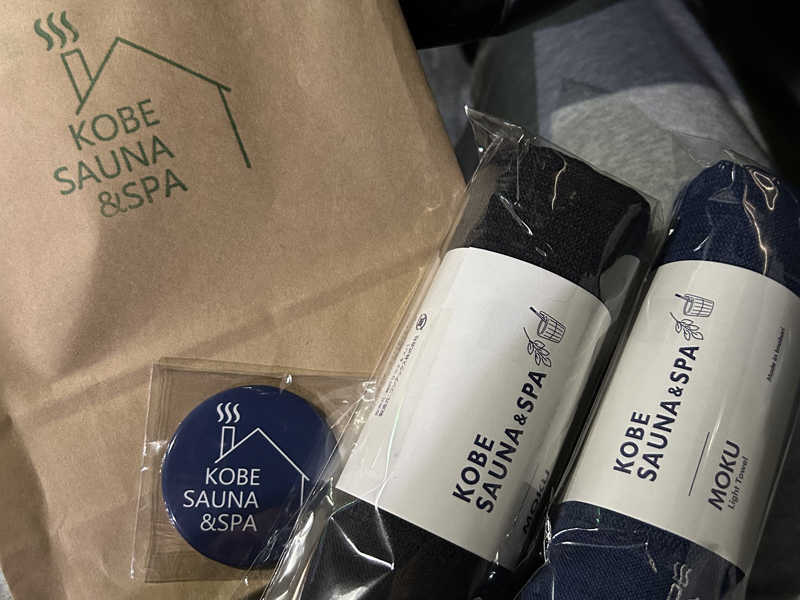 KOBE
SAUNA
&SPA
KOBE
SAUNA
&SPA
KOBE
SAUNA&SPA
MOKU
KOBE
SAUNA&SPA
MOKU
Light Towel
Made in Imabari